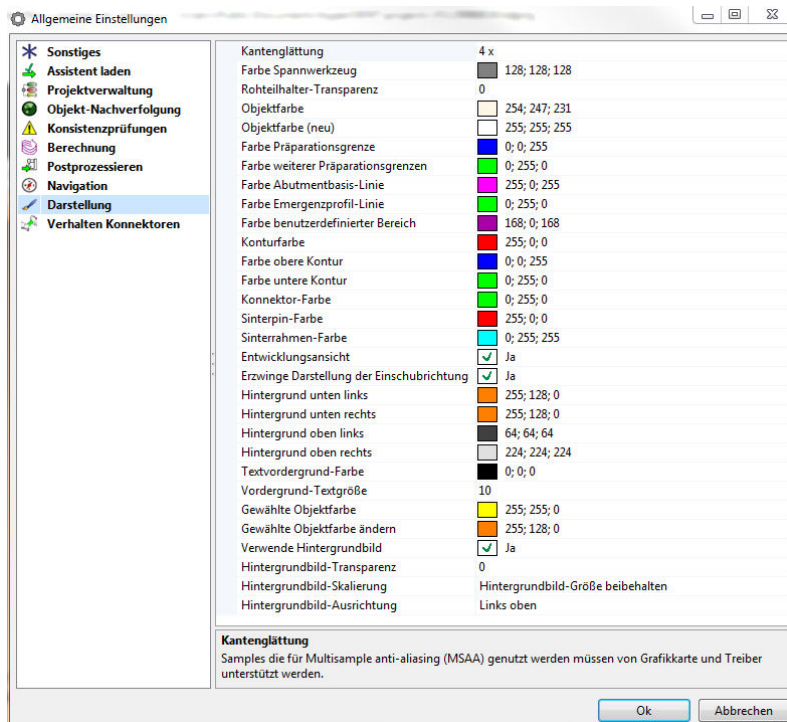 Allgemeine Einstellungen
Sonstiges
Assistent laden
Projektverwaltung
Objekt-Nachverfolgung
Konsistenzprüfungen
Berechnung
Postprozessieren
Navigation
Darstellung
Verhalten Konnektoren
Kantenglättung 4 x
Farbe Spannwerkzeug 128; 128; 128
Rohteilhalter-Transparenz 0
Objektfarbe 254; 247; 231
Objektfarbe (neu) 255; 255; 255
Farbe Präparationsgrenze 0; 0; 255
Farbe weiterer Präparationsgrenzen 0; 255; 0
Farbe Abutmentbasis-Linie 255; 0; 255
Farbe Emergenzprofil-Linie 0; 255; 0
Farbe benutzerdefinierter Bereich 168; 0; 168
Konturfarbe 255; 0; 0
Farbe obere Kontur 0; 0; 255
Farbe untere Kontur 0; 255; 0
Konnektor-Farbe 0; 255; 0
Sinterpin-Farbe 255; 0; 0
Sinterrahmen-Farbe 0; 255; 255
Entwicklungsansicht Ja
Erzwinge Darstellung der Einschubrichtung Ja
Hintergrund unten links 255; 128; 0
Hintergrund unten rechts 255; 128; 0
Hintergrund oben links 64; 64; 64
Hintergrund oben rechts 224; 224; 224
Textvordergrund-Farbe 0; 0; 0
Vordergrund-Textgröße 10
Gewählte Objektfarbe 255; 255; 0
Gewählte Objektfarbe ändern 255; 128; 0
Verwende Hintergrundbild Ja
Hintergrundbild-Transparenz 0
Hintergrundbild-Skalierung Hintergrundbild-Größe beibehalten
Hintergrundbild-Ausrichtung Links oben
Kantenglättung
Samples die für Multisample anti-aliasing (MSAA) genutzt werden müssen von Grafikkarte und Treiber
unterstützt werden.
Ok Abbrechen